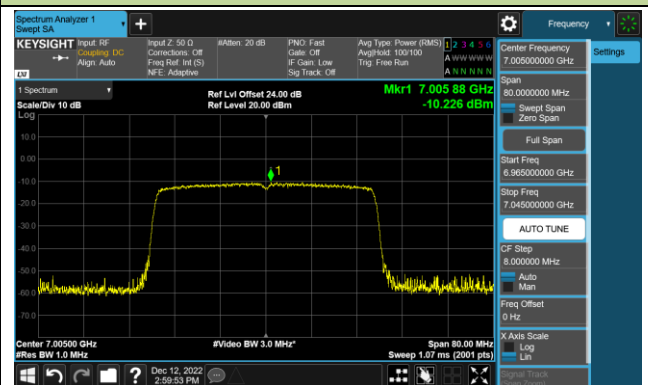 Spectrum Analyzer 1
Swept SA
Frequency
KEYSIGHT
Input: RF
Coupling: DC
Align: Auto
Input Z: 50 Ω
Corrections: Off
Freq Ref: Int (S)
NFE: Adaptive
#Atten: 20 dB
PNO: Fast
Gate: Off
IF Gain: Low
Sig Track: Off
Avg Type: Power (RMS)
Avg|Hold: 100/100
Trig: Free Run
1 2 3 4 5 6
A W W W W W
A N N N N N
LXI
1 Spectrum
Scale/Div 10 dB
Log
Ref Lvl Offset 24.00 dB
Ref Level 20.00 dBm
Mkr1 7.005 88 GHz
-10.226 dBm
1
10.0
0.00
-10.0
-20.0
-30.0
-40.0
-50.0
-60.0
-70.0
Center 7.00500 GHz
#Res BW 1.0 MHz
#Video BW 3.0 MHz*
Span 80.00 MHz
Sweep 1.07 ms (2001 pts)
Dec 12, 2022
2:59:53 PM
Settings
Center Frequency
7.005000000 GHz
Span
80.0000000 MHz
Swept Span
Zero Span
Full Span
Start Freq
6.965000000 GHz
Stop Freq
7.045000000 GHz
AUTO TUNE
CF Step
8.000000 MHz
Auto
Man
Freq Offset
0 Hz
X Axis Scale
Log
Lin
Signal Track
(Span Zoom)